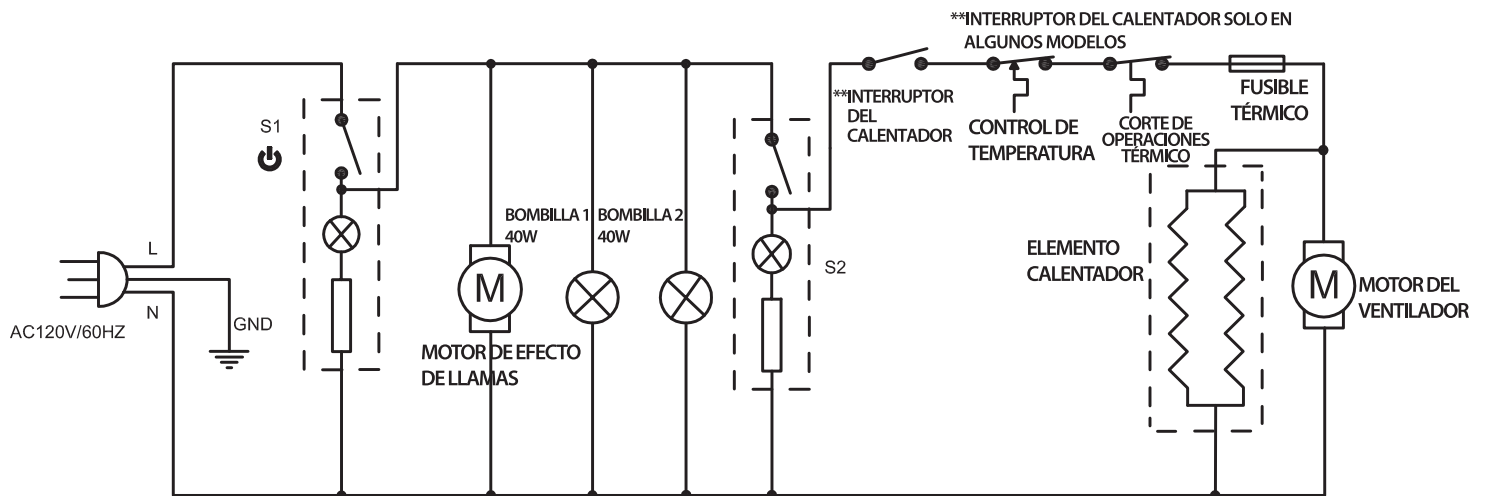 **INTERRUPTOR DEL CALENTADOR SOLO EN
ALGUNOS MODELOS
**INTERRUPTOR
DEL
CALENTADOR
CONTROL DE
TEMPERATURA
CORTE DE
OPERACIONES
TÉRMICO
FUSIBLE
TÉRMICO
S1
BOMBILLA 1
40W
BOMBILLA 2
40W
L
N
GND
AC120V/60HZ
M
MOTOR DE EFECTO
DE LLAMAS
S2
ELEMENTO
CALENTADOR
M
MOTOR DEL
VENTILADOR